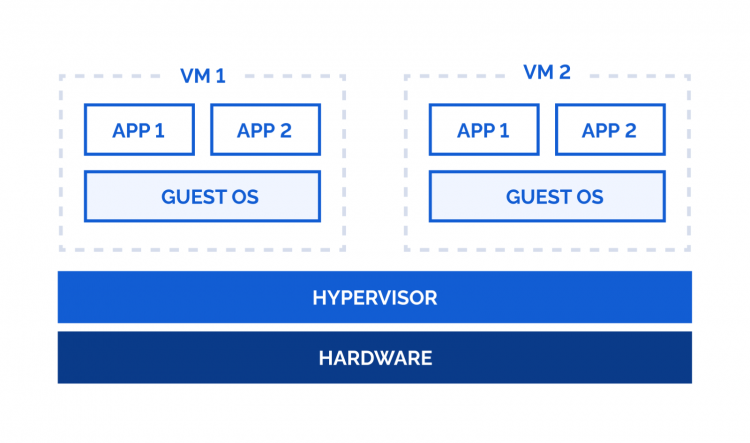 VM 1
VM 2
APP 1
APP 2
APP 1
APP 2
GUEST OS
GUEST OS
HYPERVISOR
HARDWARE